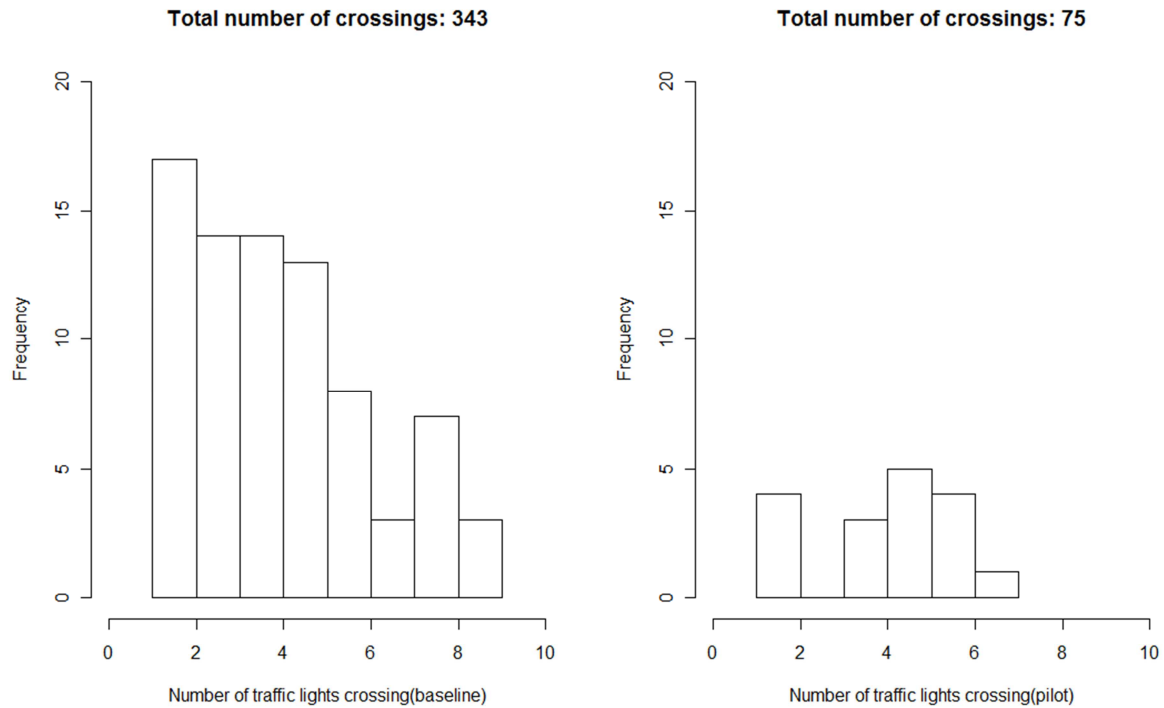 Total number of crossings: 343
20
15
10
5
0
Frequency
0 2 4 6 8 10
Number of traffic lights crossing(baseline)
Total number of crossings: 75
20
15
10
5
0
Frequency
0 2 4 6 8 10
Number of traffic lights crossing(pilot)